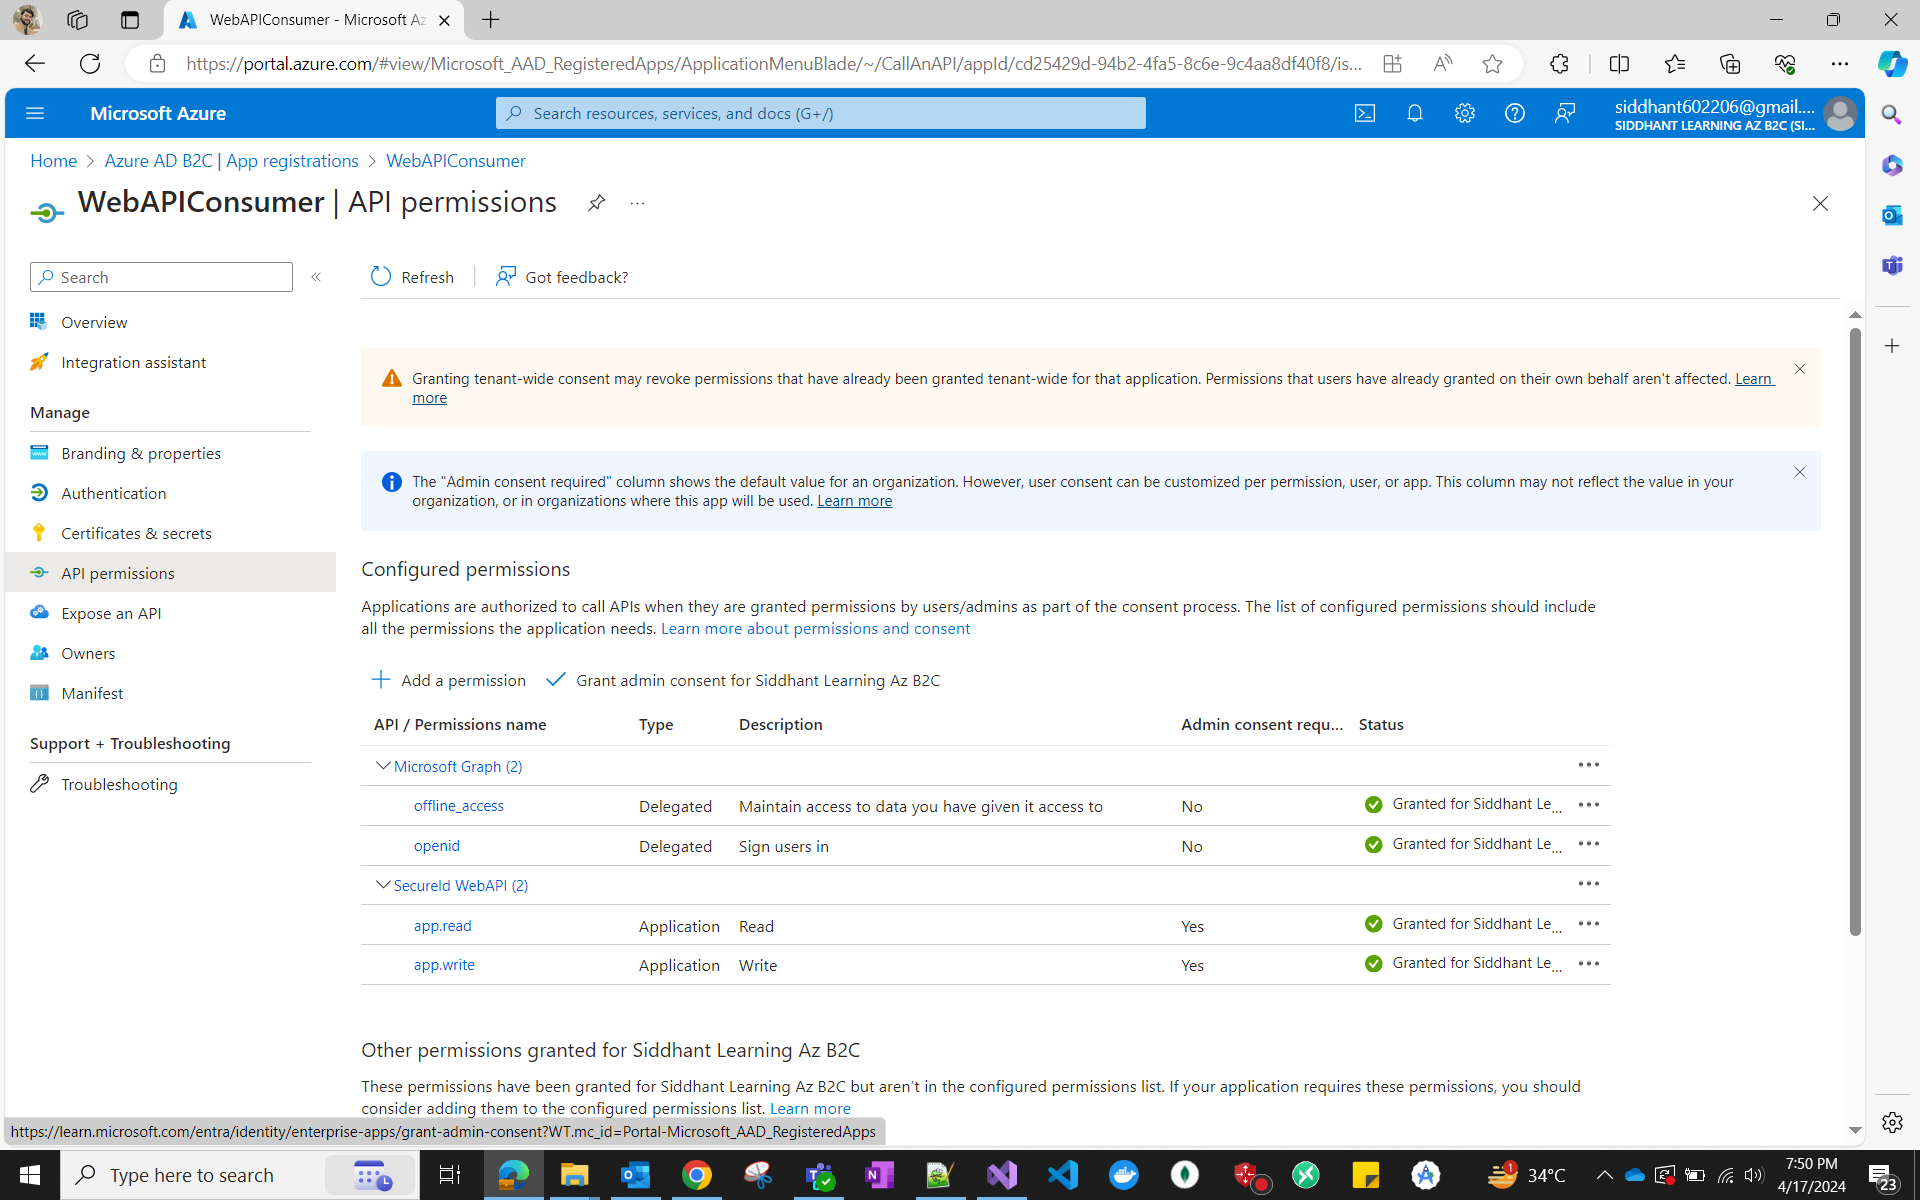 WebAPIConsumer - Microsoft Az
https://portal.azure.com/#view/Microsoft_AAD_RegisteredApps/ApplicationMenuBlade/~/CallAnAPI/appId/cd25429d-94b2-4fa5-8c6e-9c4aa8df40f8/is...
Microsoft Azure
Search resources, services, and docs (G+/)
siddhant602206@gmail....
SIDDHANT LEARNING AZ B2C (SI...
Home > Azure AD B2C | App registrations > WebAPIConsumer
WebAPIConsumer | API permissions
Search
Refresh
Got feedback?
Overview
Integration assistant
Manage
Branding & properties
Authentication
Certificates & secrets
API permissions
Expose an API
Owners
Manifest
Support + Troubleshooting
Troubleshooting
Granting tenant-wide consent may revoke permissions that have already been granted tenant-wide for that application. Permissions that users have already granted on their own behalf aren't affected. Learn
more
The "Admin consent required" column shows the default value for an organization. However, user consent can be customized per permission, user, or app. This column may not reflect the value in your
organization, or in organizations where this app will be used. Learn more
Configured permissions
Applications are authorized to call APIs when they are granted permissions by users/admins as part of the consent process. The list of configured permissions should include
all the permissions the application needs. Learn more about permissions and consent
Add a permission
Grant admin consent for Siddhant Learning Az B2C
API / Permissions name Type Description Admin consent requ... Status
Microsoft Graph (2)
offline_access Delegated Maintain access to data you have given it access to No Granted for Siddhant Le...
openid Delegated Sign users in No Granted for Siddhant Le...
SecureId WebAPI (2)
app.read Application Read Yes Granted for Siddhant Le...
app.write Application Write Yes Granted for Siddhant Le...
Other permissions granted for Siddhant Learning Az B2C
These permissions have been granted for Siddhant Learning Az B2C but aren't in the configured permissions list. If your application requires these permissions, you should
consider adding them to the configured permissions list. Learn more
https://learn.microsoft.com/entra/identity/enterprise-apps/grant-admin-consent?WT.mc_id=Portal-Microsoft_AAD_RegisteredApps
Type here to search
1
34°C
7:50 PM
4/17/2024
23